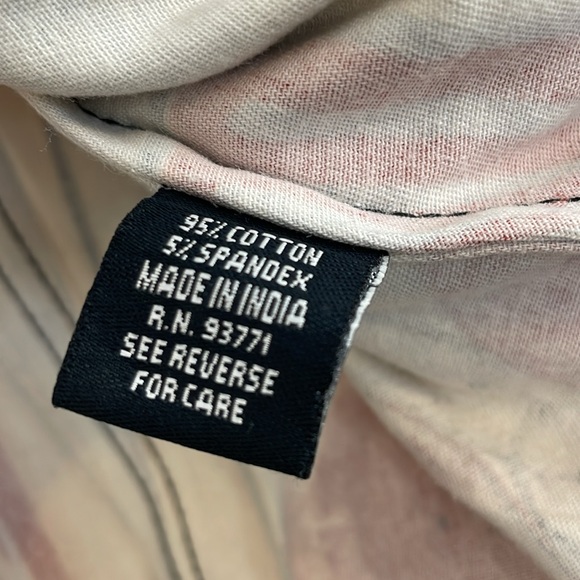 95% COTTON
5% SPANDEX
MADE IN INDIA
R.N. 93771
SEE REVERSE
FOR CARE